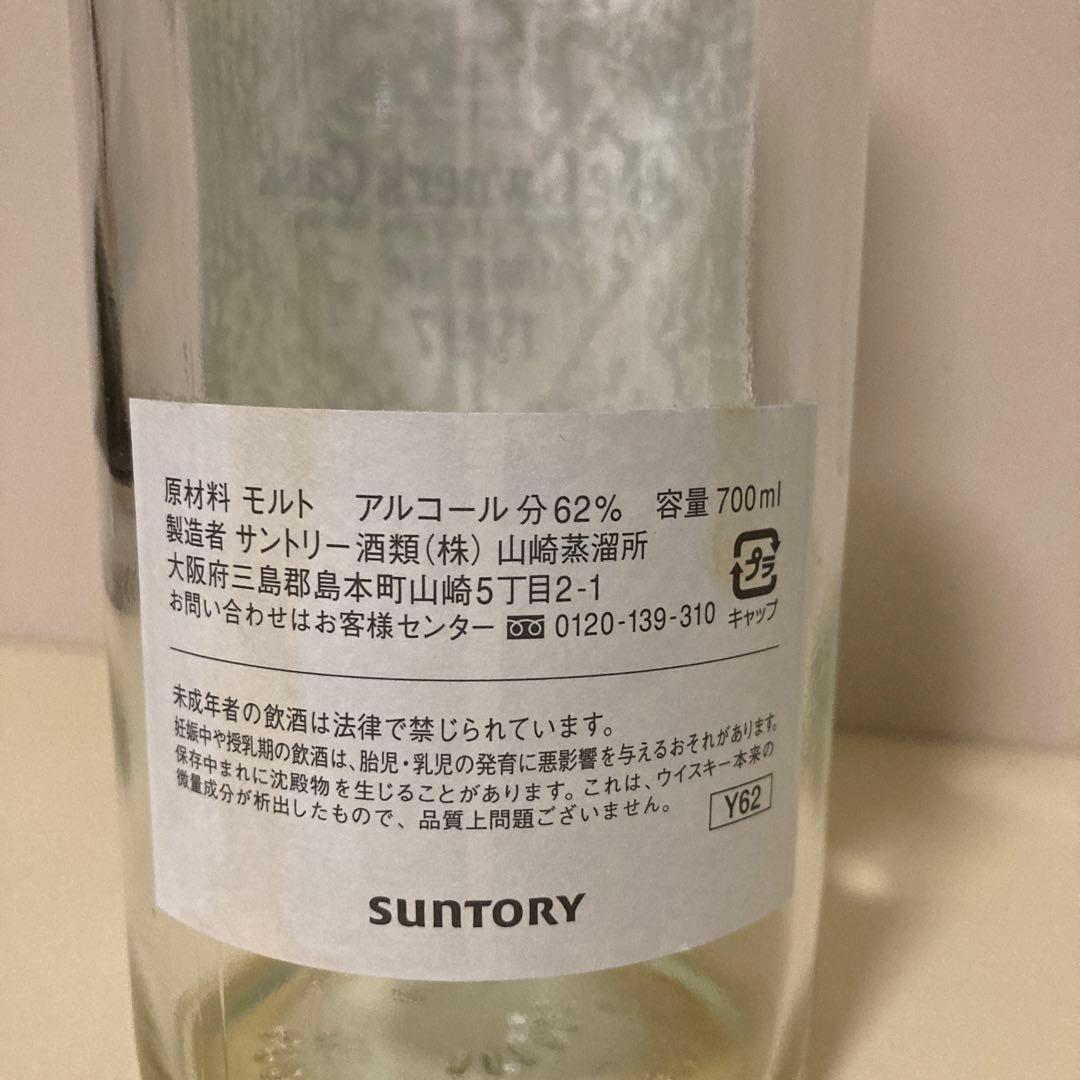 原材料 モルト アルコール分62% 容量 700ml
製造者 サントリー酒類(株) 山崎蒸溜所
大阪府三島郡島本町山崎5丁目2-1
お問い合わせはお客様センター 0120-139-310
プラ
キャップ
未成年者の飲酒は法律で禁じられています。
妊娠中や授乳期の飲酒は、胎児・乳児の発育に悪影響を与えるおそれがあります。
保存中まれに沈殿物を生じることがあります。これは、ウイスキー本来の
微量成分が析出したもので、品質上問題ございません。
Y62
SUNTORY